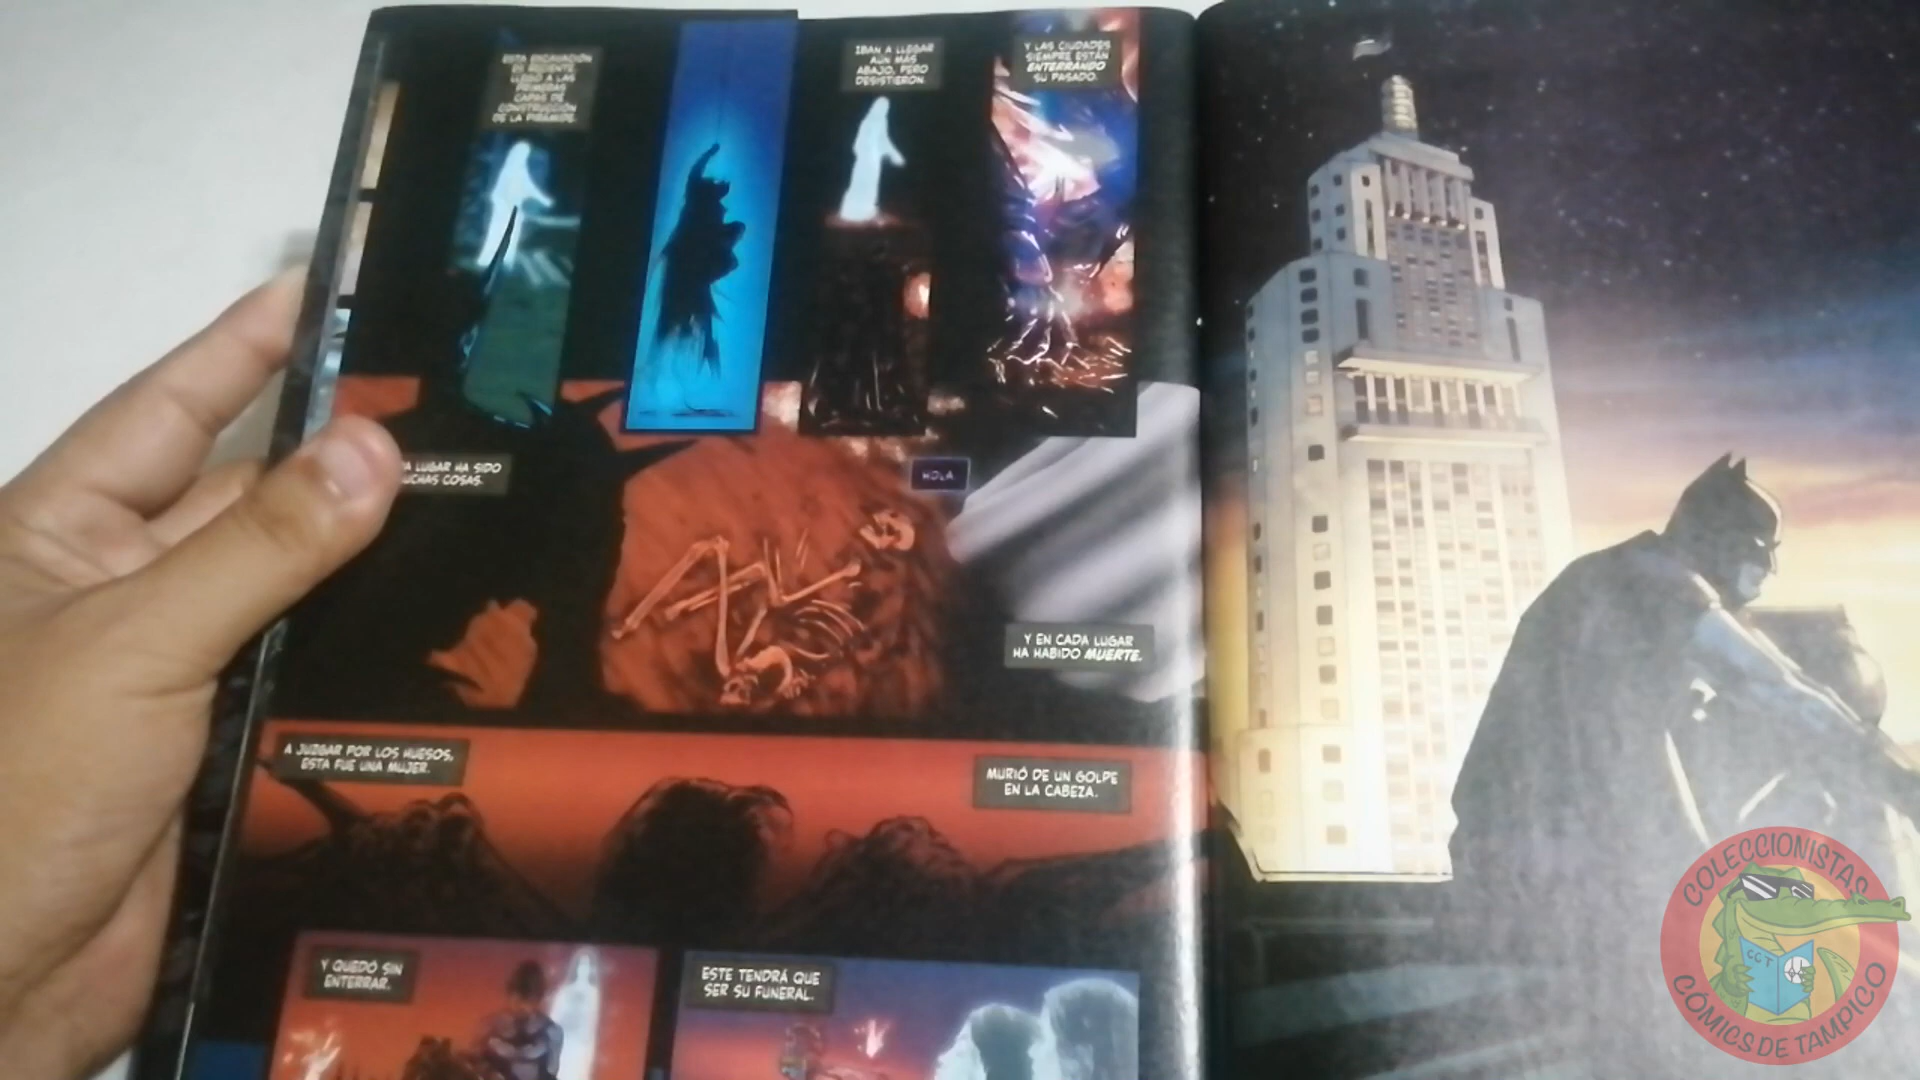 ESTA EXCAVACIÓN
ES RECIENTE
LLEGÓ A LAS
PRIMERAS
CAPAS DE
CONSTRUCCIÓN
DE LA PIRÁMIDE.
IBAN A LLEGAR
AÚN MÁS
ABAJO, PERO
DESISTIERON.
Y LAS CIUDADES
SIEMPRE ESTÁN
ENTERRANDO
SU PASADO.
LUGAR HA SIDO
COSAS.
HOLA.
Y EN CADA LUGAR
HA HABIDO MUERTE.
A JUZGAR POR LOS HUESOS,
ESTA FUE UNA MUJER.
MURIÓ DE UN GOLPE
EN LA CABEZA.
Y QUEDÓ SIN
ENTERRAR.
ESTE TENDRÁ QUE
SER SU FUNERAL.
COLECCIONISTAS
CCT
CÓMICS DE TAMPICO